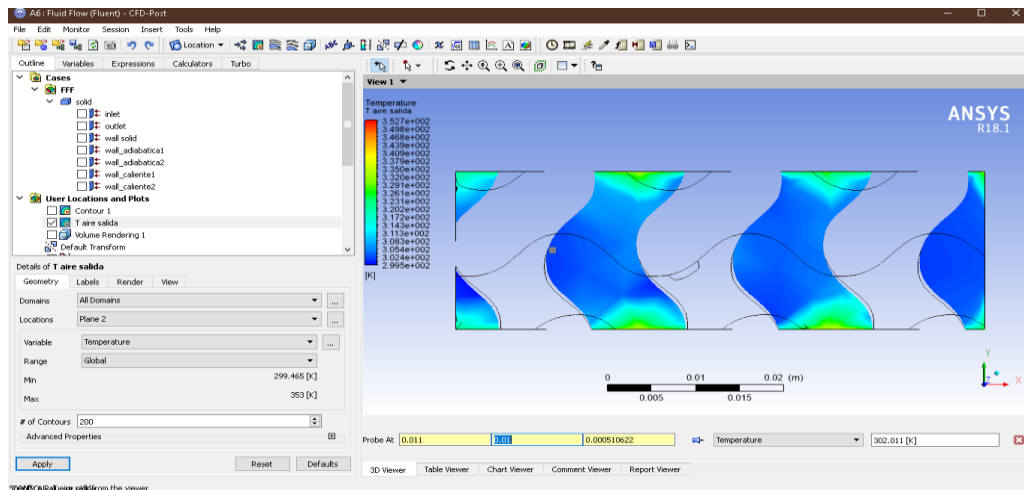 A6: Fluid Flow (Fluent) - CFD-Post
File Edit Monitor Session Insert Tools Help
Location
Outline Variables Expressions Calculators Turbo
Cases
FFF
solid
inlet
outlet
wall solid
wall_adiabatica1
wall_adiabatica2
wall_caliente1
wall_caliente2
User Locations and Plots
Contour 1
T aire salida
Volume Rendering 1
Default Transform
Details of T aire salida
Geometry Labels Render View
Domains All Domains ...
Locations Plane 2 ...
Variable Temperature ...
Range Global
Min 299.465 [K]
Max 353 [K]
# of Contours 200
Advanced Properties
Apply Reset Defaults
View 1
Temperature
T aire salida
3.527e+002
3.498e+002
3.468e+002
3.439e+002
3.409e+002
3.379e+002
3.350e+002
3.320e+002
3.291e+002
3.261e+002
3.231e+002
3.202e+002
3.172e+002
3.143e+002
3.113e+002
3.083e+002
3.054e+002
3.024e+002
2.995e+002
[K]
ANSYS
R18.1
0 0.01 0.02 (m)
0.005 0.015
Y
X
Z
Probe At 0.011 0.01 0.000510622 Temperature 302.011 [K]
3D Viewer Table Viewer Chart Viewer Comment Viewer Report Viewer
from the viewer